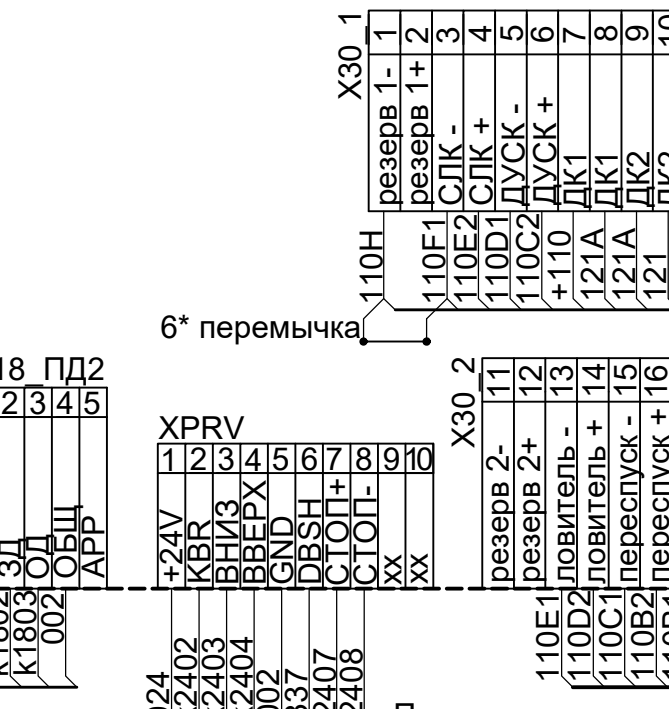 X30_1
1 2 3 4 5 6 7 8 9
резерв 1-
резерв 1+
СЛК -
СЛК +
ДУСК -
ДУСК +
ДК1
ДК1
ДК2
110H
110F1
110E2
110D1
110C2
+110
121A
121A
121
6* перемычка
18_ПД2
2 3 4 5
ЗД
ОД
ОБЩ
АРР
k1802
k1803
002
XPRV
1 2 3 4 5 6 7 8 9 10
+24V
KBR
ВНИЗ
ВВЕРХ
GND
DBSH
СТОП+
СТОП-
xx
xx
024
2402
2403
2404
002
337
2407
2408
X30_2
11 12 13 14 15 16
резерв 2-
резерв 2+
ловитель -
ловитель +
переспуск -
переспуск +
110E1
110D2
110C1
110B2